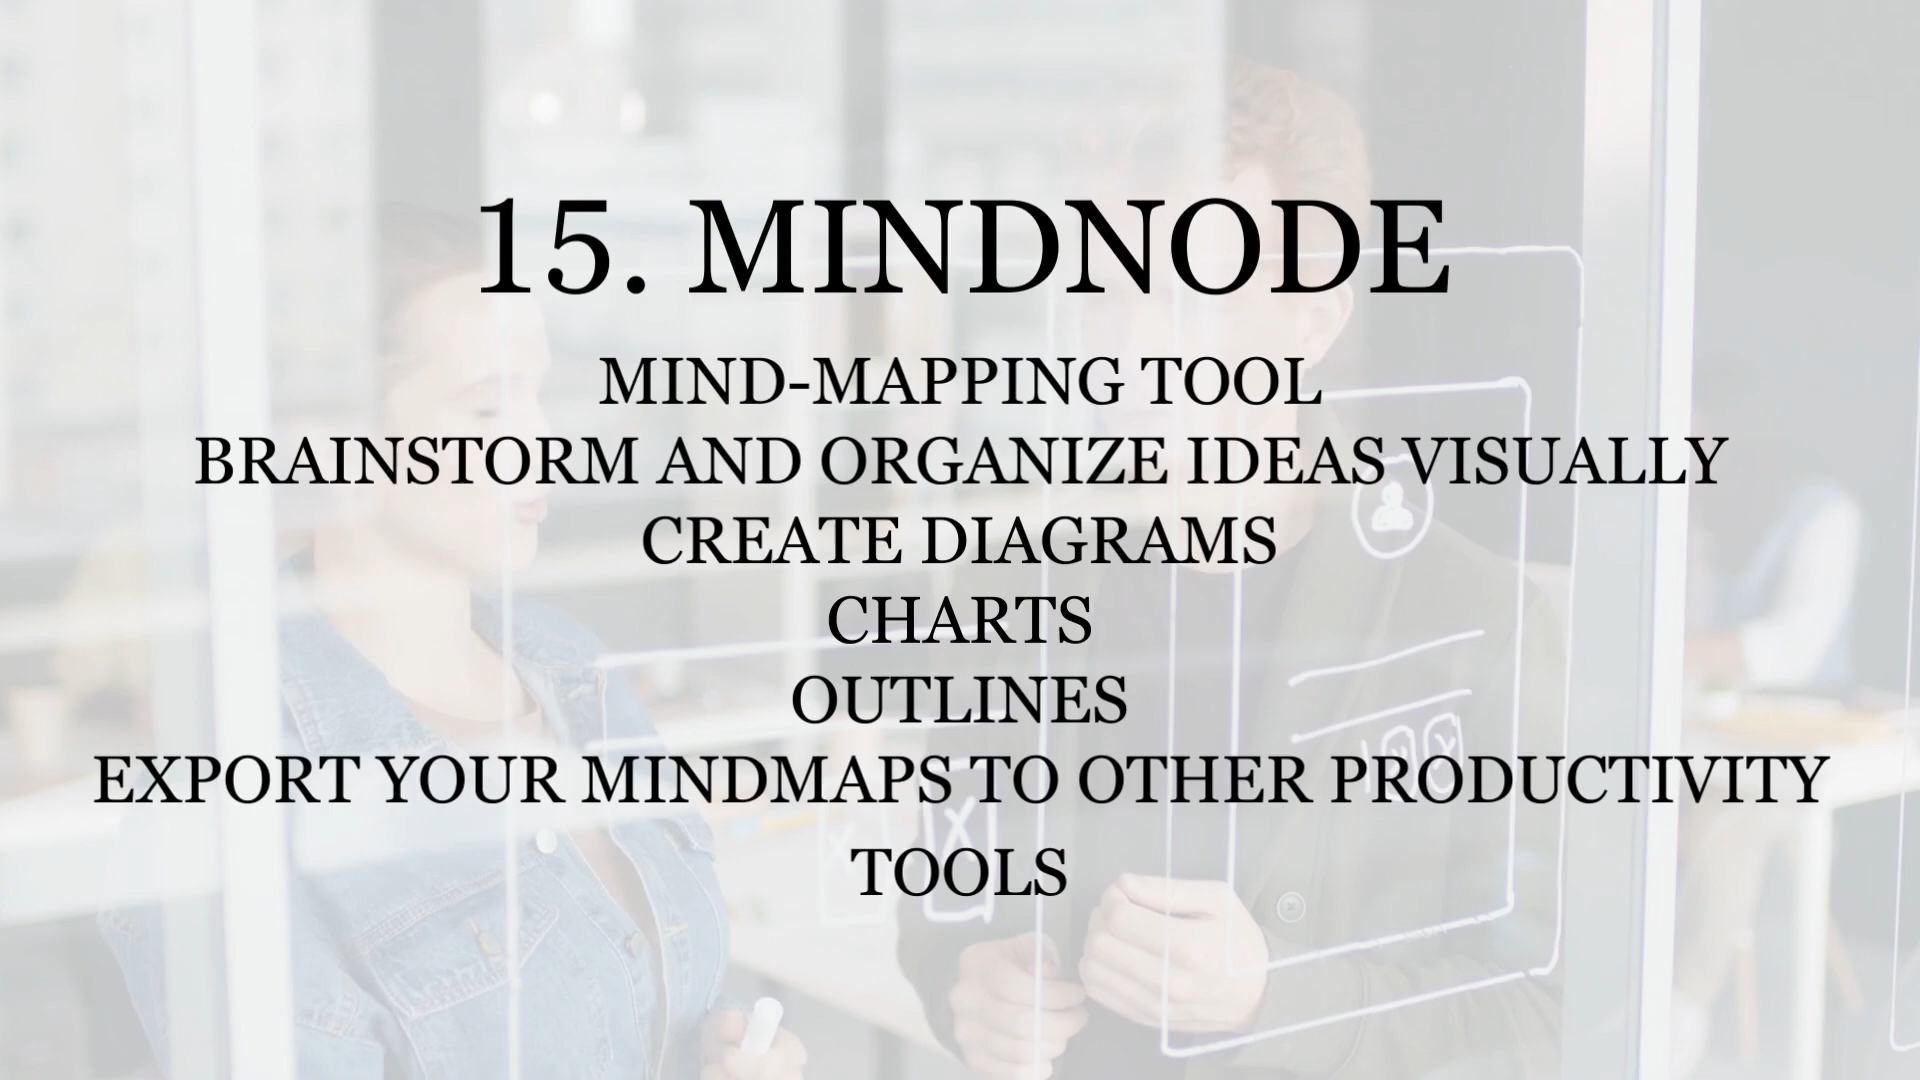 15. MINDNODE
MIND-MAPPING TOOL
BRAINSTORM AND ORGANIZE IDEAS VISUALLY
CREATE DIAGRAMS
CHARTS
OUTLINES
EXPORT YOUR MINDMAPS TO OTHER PRODUCTIVITY
TOOLS